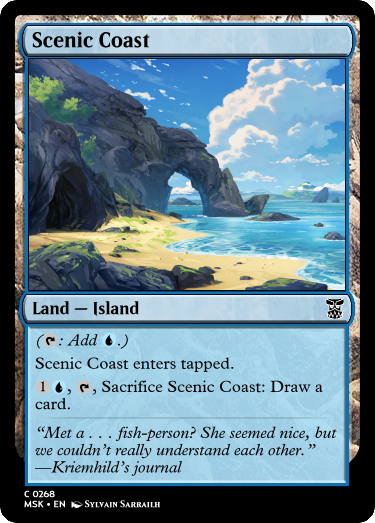 Scenic Coast
Land — Island
(T: Add U.)
Scenic Coast enters tapped.
1 U, T, Sacrifice Scenic Coast: Draw a
card.
“Met a . . . fish-person? She seemed nice, but
we couldn’t really understand each other.”
—Kriemhild’s journal
C 0268
MSK • EN Sylvain Sarrailh